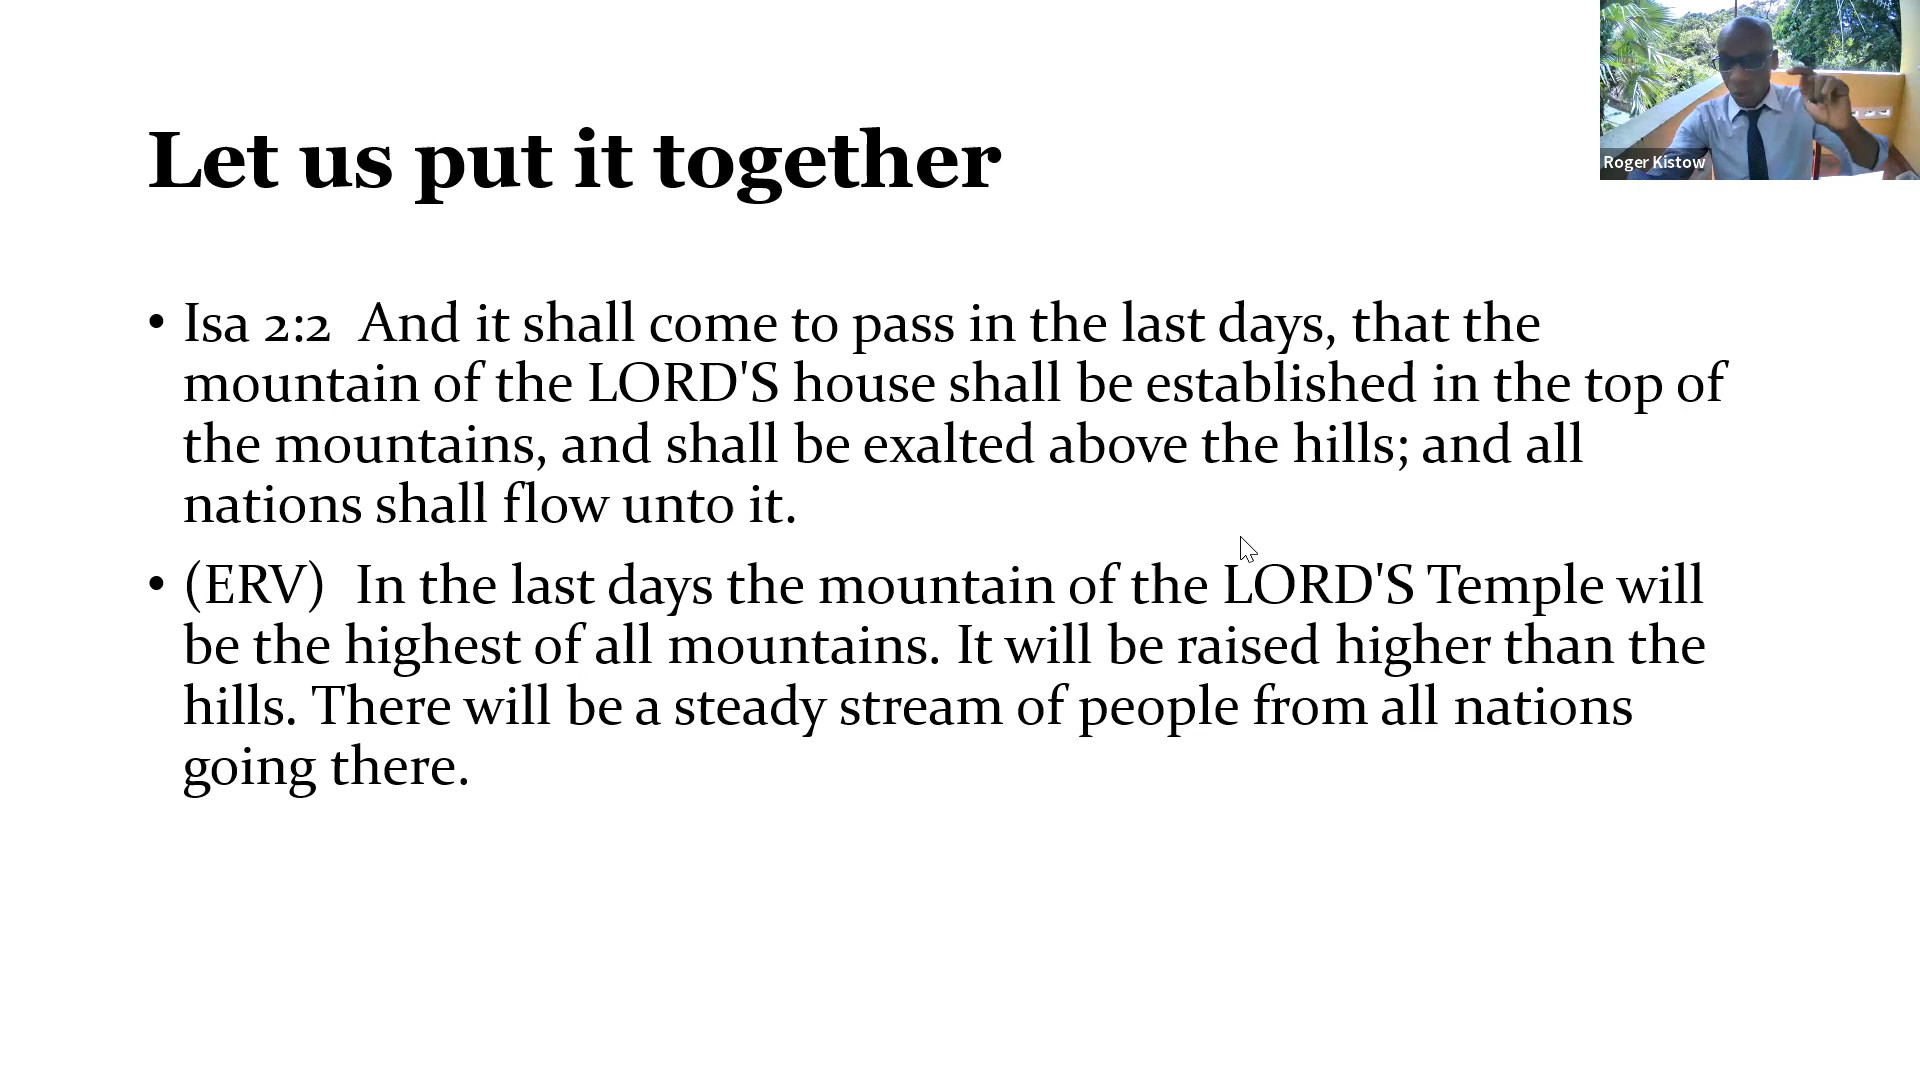 Let us put it together
Roger Kistow
• Isa 2:2  And it shall come to pass in the last days, that the
mountain of the LORD'S house shall be established in the top of
the mountains, and shall be exalted above the hills; and all
nations shall flow unto it.
• (ERV)  In the last days the mountain of the LORD'S Temple will
be the highest of all mountains. It will be raised higher than the
hills. There will be a steady stream of people from all nations
going there.